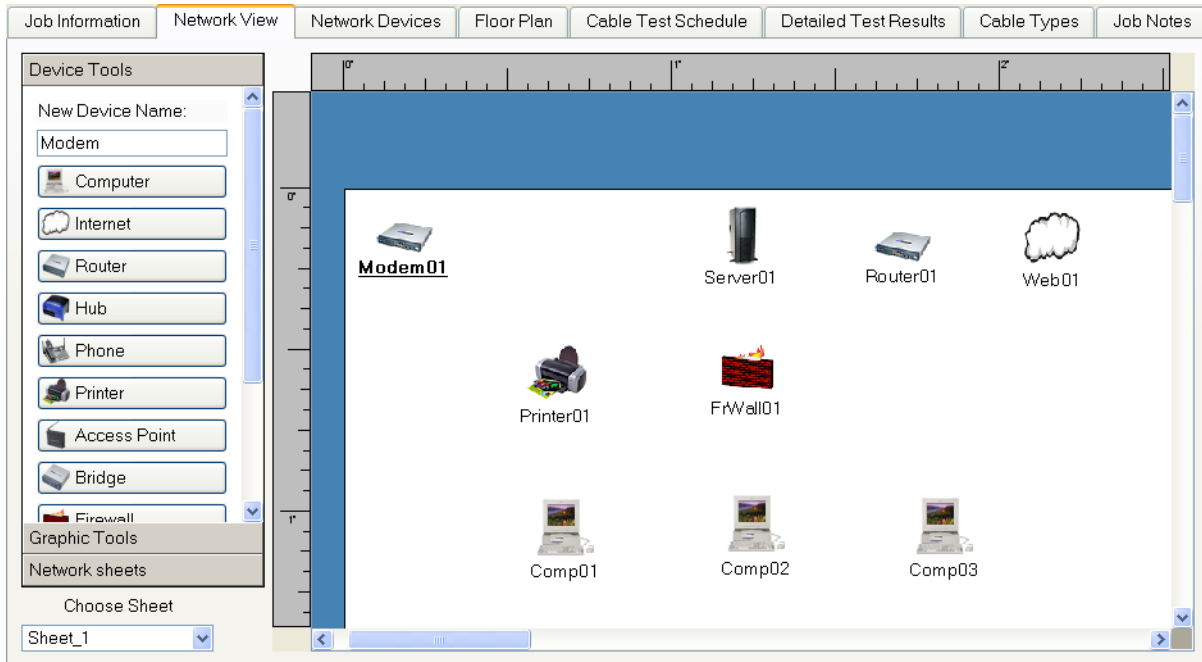 Job Information Network View Network Devices Floor Plan Cable Test Schedule Detailed Test Results Cable Types Job Notes
Device Tools
New Device Name:
Modem
Computer
Internet
Router
Hub
Phone
Printer
Access Point
Bridge
Firewall
Graphic Tools
Network sheets
Choose Sheet
Sheet_1
0" 1" 2"
0"
1"
Modem01 Server01 Router01 Web01
Printer01 FrWall01
Comp01 Comp02 Comp03